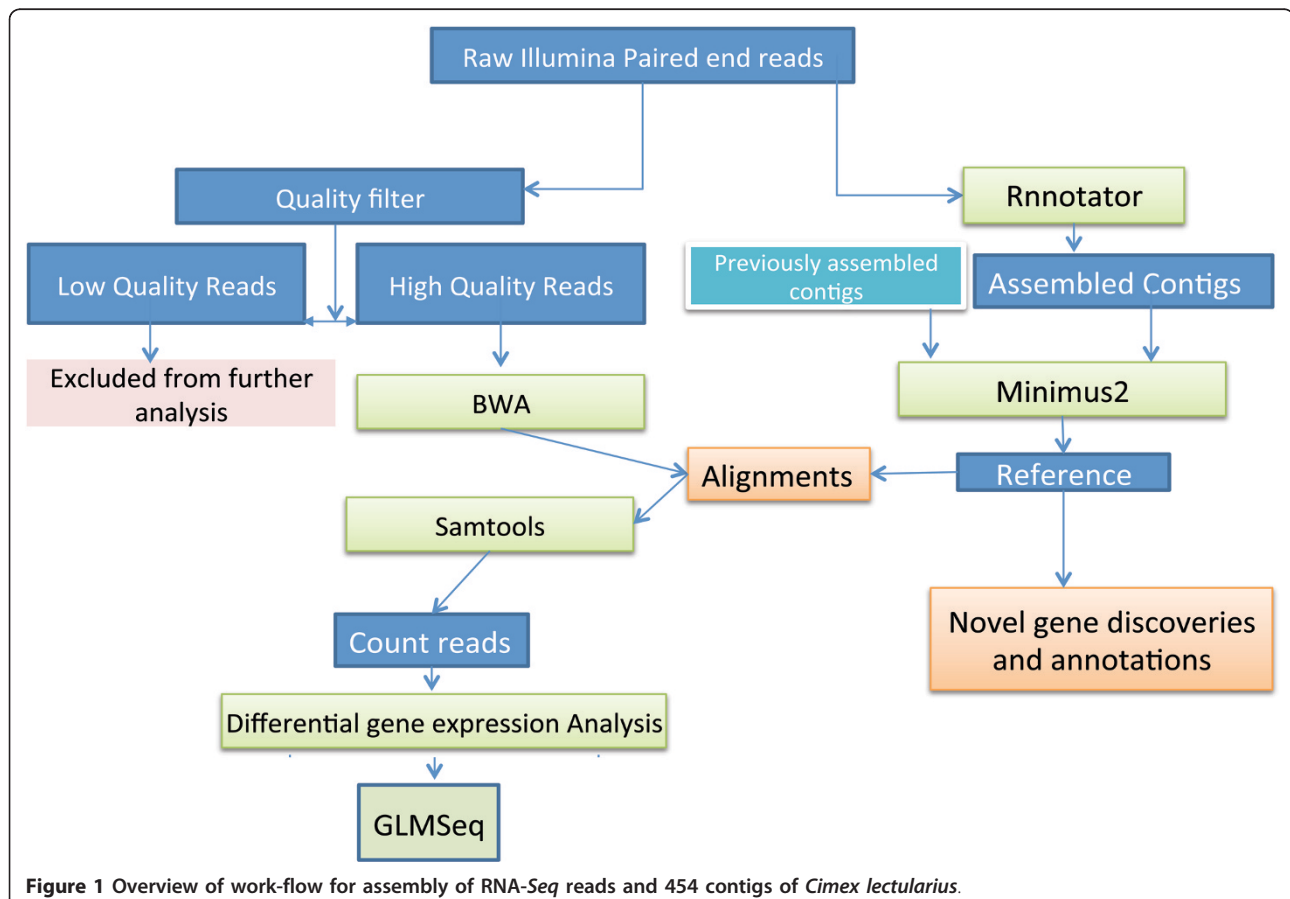 Raw Illumina Paired end reads
Quality filter
Rnnotator
Low Quality Reads
High Quality Reads
Previously assembled
contigs
Assembled Contigs
Excluded from further
analysis
BWA
Minimus2
Alignments
Reference
Samtools
Novel gene discoveries
and annotations
Count reads
Differential gene expression Analysis
GLMSeq
Figure 1 Overview of work-flow for assembly of RNA-Seq reads and 454 contigs of Cimex lectularius.